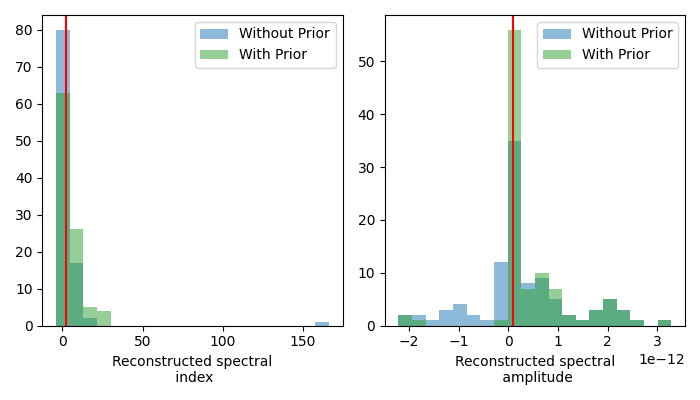 80
70
60
50
40
30
20
10
0
0
50
100
150
Without Prior
With Prior
Reconstructed spectral
index
50
40
30
20
10
0
−2
−1
0
1
2
3
1e−12
Without Prior
With Prior
Reconstructed spectral
amplitude